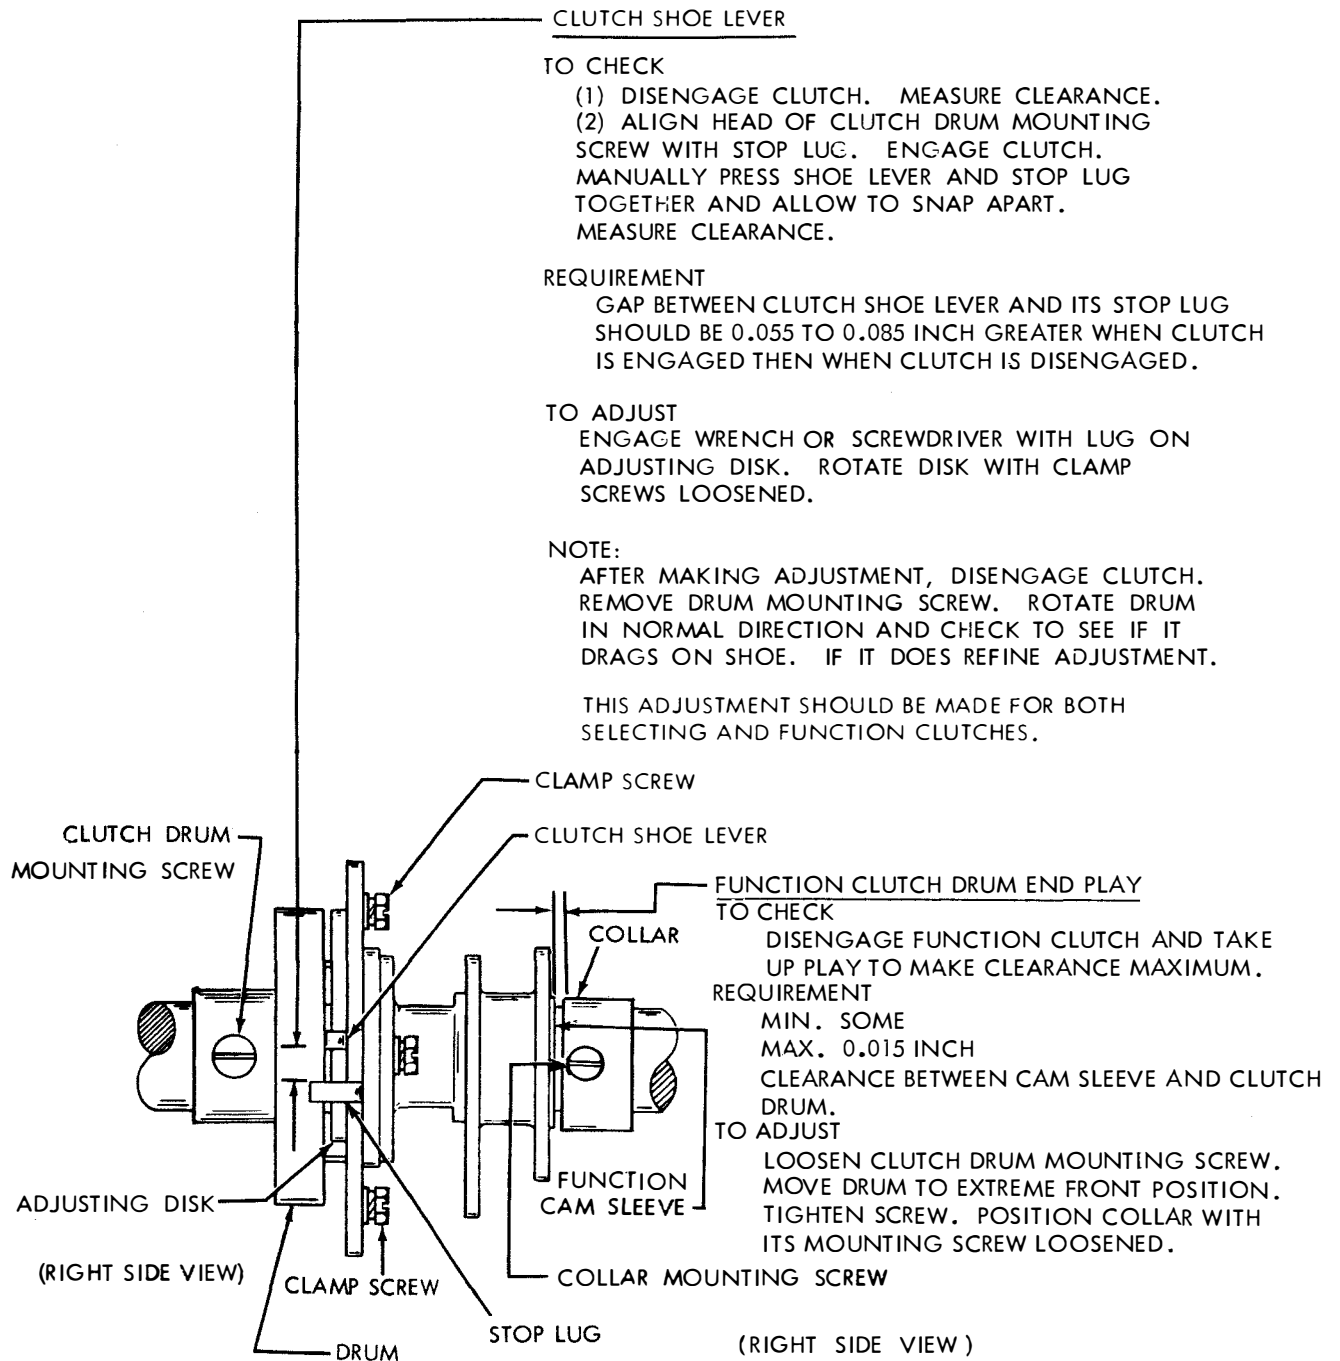 CLUTCH SHOE LEVER
TO CHECK
(1) DISENGAGE CLUTCH. MEASURE CLEARANCE.
(2) ALIGN HEAD OF CLUTCH DRUM MOUNTING
SCREW WITH STOP LUG. ENGAGE CLUTCH.
MANUALLY PRESS SHOE LEVER AND STOP LUG
TOGETHER AND ALLOW TO SNAP APART.
MEASURE CLEARANCE.
REQUIREMENT
GAP BETWEEN CLUTCH SHOE LEVER AND ITS STOP LUG
SHOULD BE 0.055 TO 0.085 INCH GREATER WHEN CLUTCH
IS ENGAGED THEN WHEN CLUTCH IS DISENGAGED.
TO ADJUST
ENGAGE WRENCH OR SCREWDRIVER WITH LUG ON
ADJUSTING DISK. ROTATE DISK WITH CLAMP
SCREWS LOOSENED.
NOTE:
AFTER MAKING ADJUSTMENT, DISENGAGE CLUTCH.
REMOVE DRUM MOUNTING SCREW. ROTATE DRUM
IN NORMAL DIRECTION AND CHECK TO SEE IF IT
DRAGS ON SHOE. IF IT DOES REFINE ADJUSTMENT.
THIS ADJUSTMENT SHOULD BE MADE FOR BOTH
SELECTING AND FUNCTION CLUTCHES.
CLAMP SCREW
CLUTCH DRUM
MOUNTING SCREW
CLUTCH SHOE LEVER
FUNCTION CLUTCH DRUM END PLAY
TO CHECK
DISENGAGE FUNCTION CLUTCH AND TAKE
UP PLAY TO MAKE CLEARANCE MAXIMUM.
REQUIREMENT
MIN. SOME
MAX. 0.015 INCH
CLEARANCE BETWEEN CAM SLEEVE AND CLUTCH
DRUM.
TO ADJUST
LOOSEN CLUTCH DRUM MOUNTING SCREW.
MOVE DRUM TO EXTREME FRONT POSITION.
TIGHTEN SCREW. POSITION COLLAR WITH
ITS MOUNTING SCREW LOOSENED.
COLLAR
FUNCTION
CAM SLEEVE
ADJUSTING DISK
(RIGHT SIDE VIEW)
CLAMP SCREW
COLLAR MOUNTING SCREW
STOP LUG
DRUM
(RIGHT SIDE VIEW)